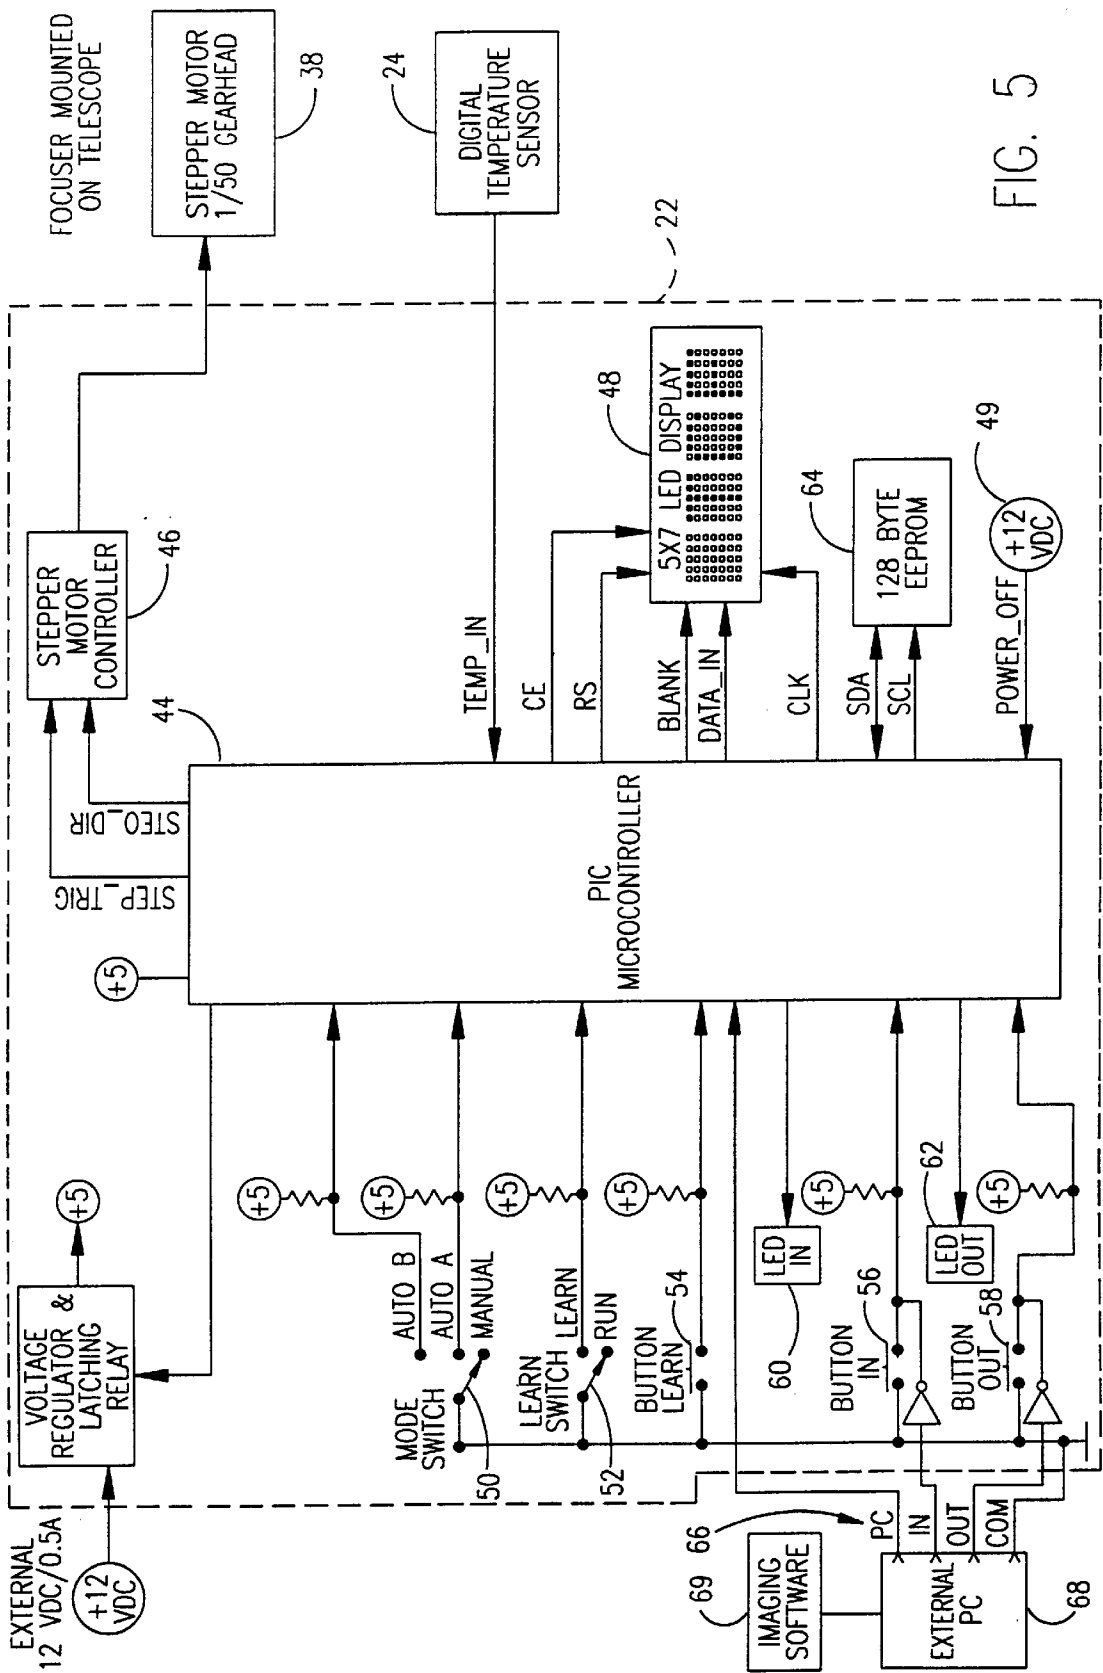 EXTERNAL
12 VDC/0.5A
+12
VDC
VOLTAGE
REGULATOR &
LATCHING
RELAY
+5
+5
STEP_TRIG
STEO_DIR
STEPPER
MOTOR
CONTROLLER
46
FOCUSER MOUNTED
ON TELESCOPE
STEPPER MOTOR
1/50 GEARHEAD
38
24
DIGITAL
TEMPERATURE
SENSOR
44
PIC
MICROCONTROLLER
TEMP_IN
CE
RS
BLANK
DATA_IN
CLK
SDA
SCL
POWER_OFF
5X7 LED DISPLAY
48
64
128 BYTE
EEPROM
49
+12
VDC
22
MODE
SWITCH
AUTO B
AUTO A
MANUAL
50
+5
+5
LEARN
SWITCH
LEARN
RUN
52
+5
BUTTON
LEARN
54
+5
LED
IN
60
BUTTON
IN
56
+5
LED
OUT
62
BUTTON
OUT
58
+5
66
PC
IN
OUT
COM
69
IMAGING
SOFTWARE
EXTERNAL
PC
68
FIG. 5